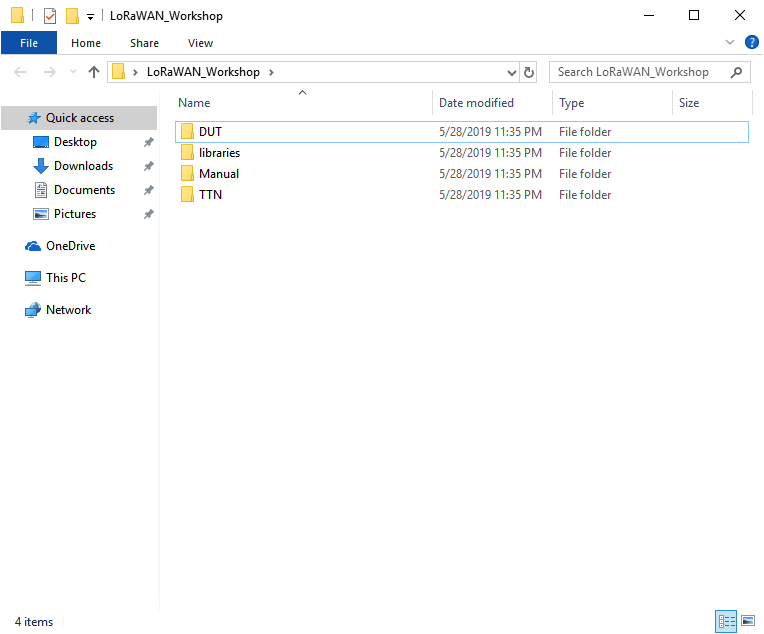 LoRaWAN_Workshop
File Home Share View
LoRaWAN_Workshop Search LoRaWAN_Workshop
Name Date modified Type Size
Quick access
Desktop
Downloads
Documents
Pictures
OneDrive
This PC
Network
DUT 5/28/2019 11:35 PM File folder
libraries 5/28/2019 11:35 PM File folder
Manual 5/28/2019 11:35 PM File folder
TTN 5/28/2019 11:35 PM File folder
4 items